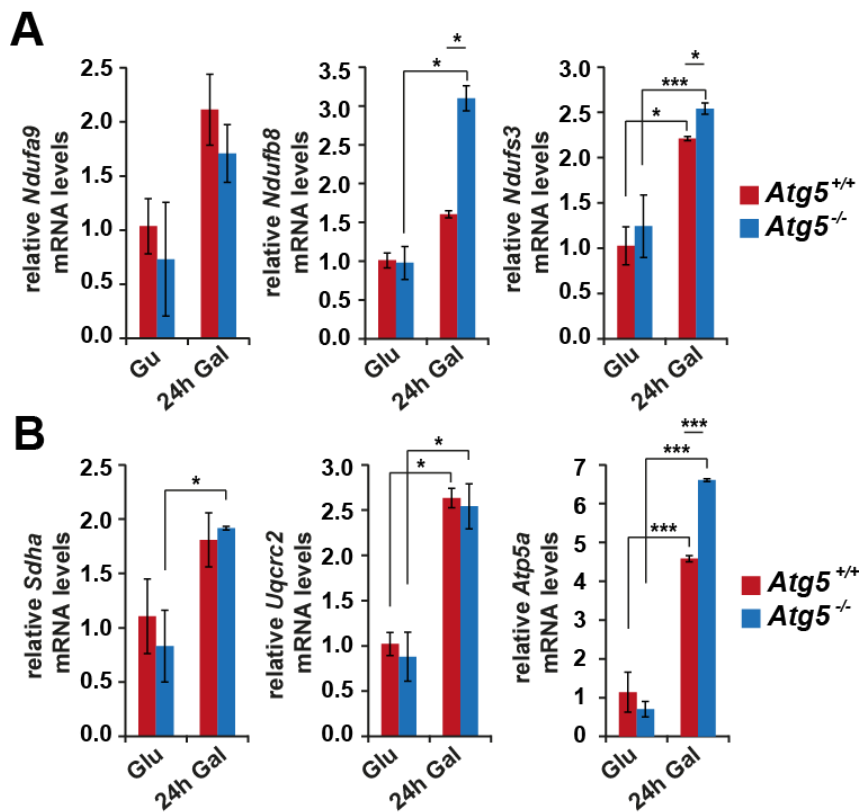 A
relative Ndufa9
mRNA levels
2.5
2.0
1.5
1.0
0.5
0.0
Gu
24h Gal
relative Ndufb8
mRNA levels
3.5
3.0
2.5
2.0
1.5
1.0
0.5
0.0
*
*
Glu
24h Gal
relative Ndufs3
mRNA levels
3.0
2.5
2.0
1.5
1.0
0.5
0.0
*
***
*
Glu
24h Gal
Atg5+/+
Atg5-/-
B
relative Sdha
mRNA levels
2.5
2.0
1.5
1.0
0.5
0.0
*
Glu
24h Gal
relative Uqcrc2
mRNA levels
3.0
2.5
2.0
1.5
1.0
0.5
0.0
*
*
Glu
24h Gal
relative Atp5a
mRNA levels
7
6
5
4
3
2
1
0
***
***
***
Glu
24h Gal
Atg5+/+
Atg5-/-